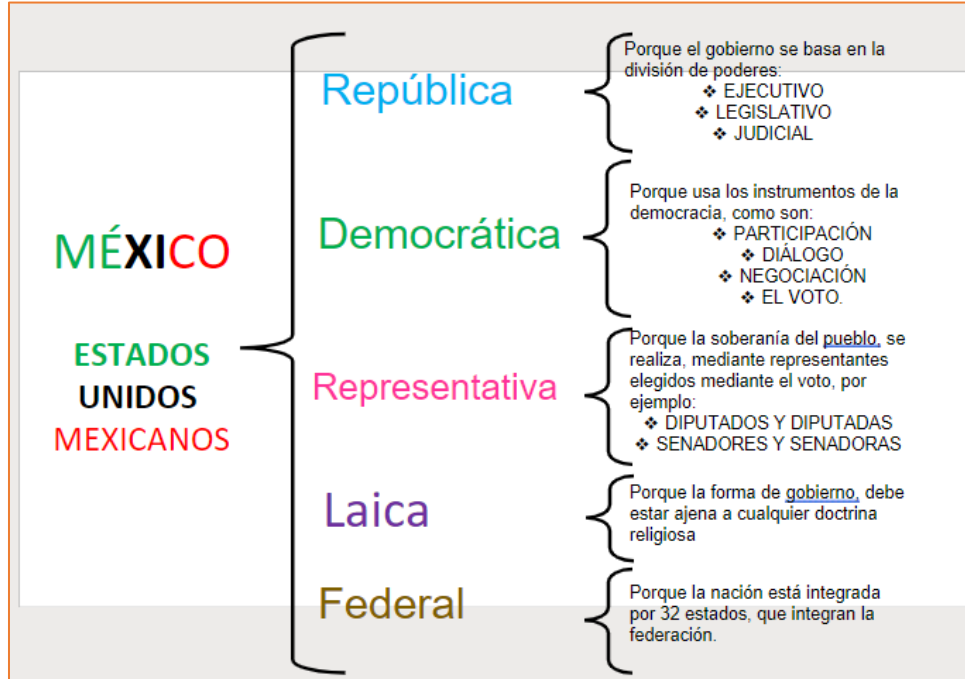 MÉXICO
ESTADOS
UNIDOS
MEXICANOS
República
Porque el gobierno se basa en la
división de poderes:
❖ EJECUTIVO
❖ LEGISLATIVO
❖ JUDICIAL
Democrática
Porque usa los instrumentos de la
democracia, como son:
❖ PARTICIPACIÓN
❖ DIÁLOGO
❖ NEGOCIACIÓN
❖ EL VOTO.
Representativa
Porque la soberanía del pueblo, se
realiza, mediante representantes
elegidos mediante el voto, por
ejemplo:
❖ DIPUTADOS Y DIPUTADAS
❖ SENADORES Y SENADORAS
Laica
Porque la forma de gobierno, debe
estar ajena a cualquier doctrina
religiosa
Federal
Porque la nación está integrada
por 32 estados, que integran la
federación.